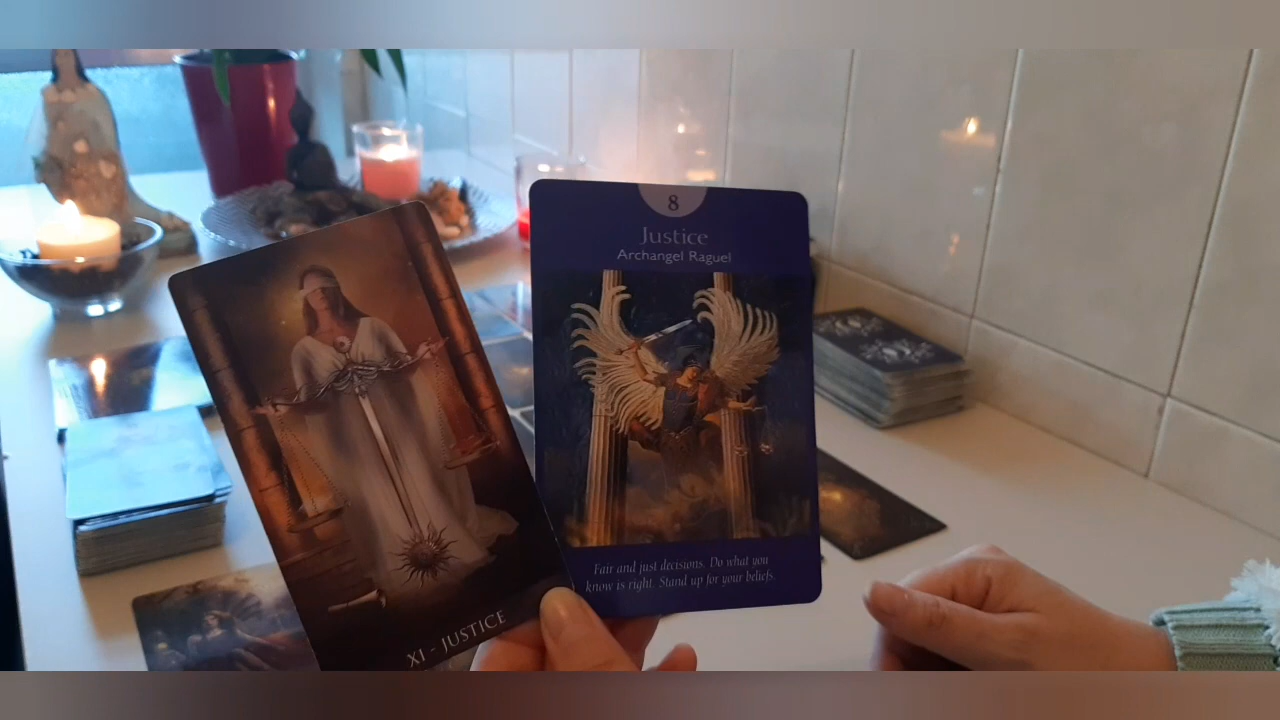 XI - JUSTICE
8
Justice
Archangel Raguel
Fair and just decisions. Do what you
know is right. Stand up for your beliefs.